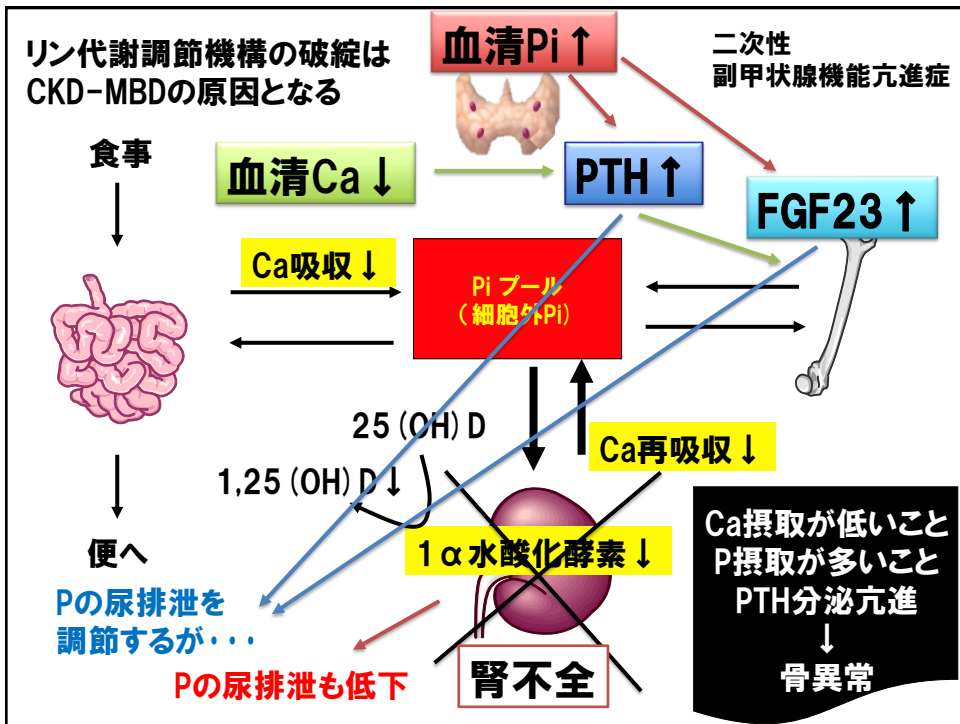 リン代謝調節機構の破綻は
CKD-MBDの原因となる
血清Pi↑
二次性
副甲状腺機能亢進症
食事
血清Ca↓
PTH↑
FGF23↑
Ca吸収↓
Pi プール
(細胞外Pi)
25(OH)D
1,25(OH)D↓
Ca再吸収↓
1α水酸化酵素↓
便へ
Pの尿排泄を
調節するが・・・
Pの尿排泄も低下
腎不全
Ca摂取が低いこと
P摂取が多いこと
PTH分泌亢進
↓
骨異常